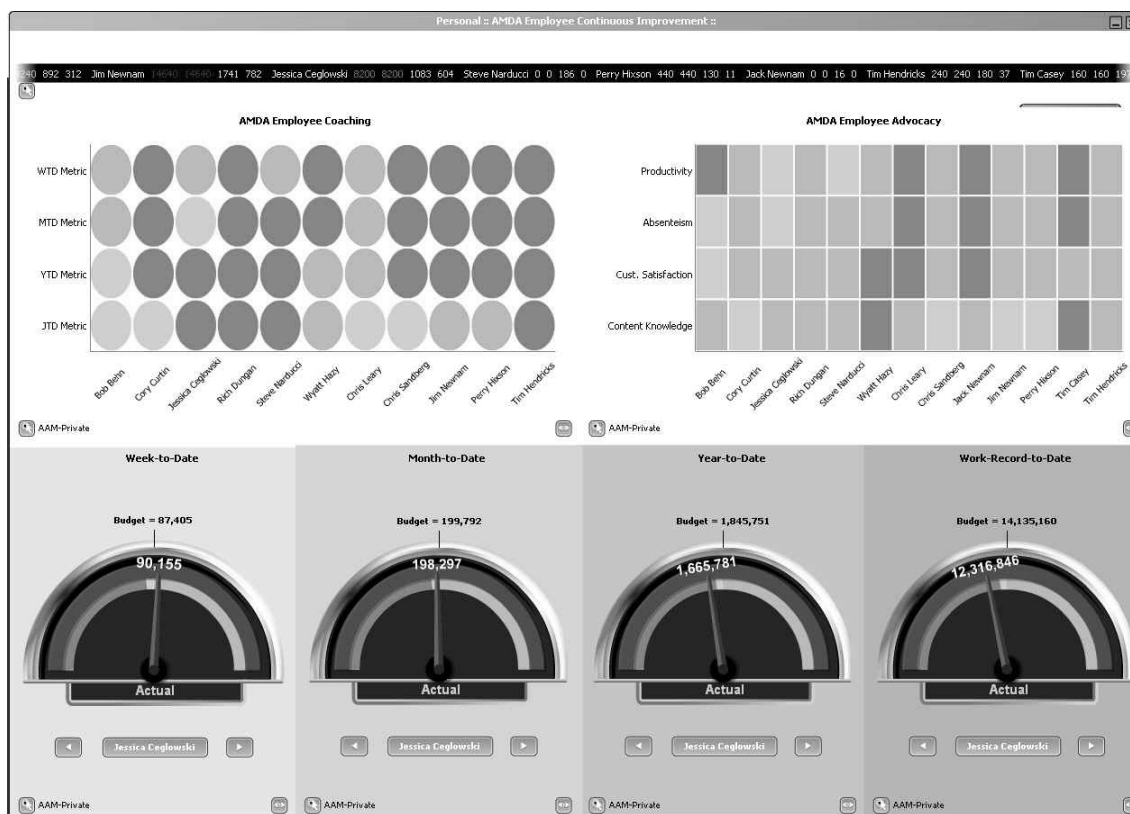 Personal :: AMDA Employee Continuous Improvement ::
240 892 312 Jim Newnam 14640 14640 1741 782 Jessica Ceglowski 8200 8200 1083 604 Steve Narducci 0 0 186 0 Perry Hixson 440 440 130 11 Jack Newnam 0 0 16 0 Tim Hendricks 240 240 180 37 Tim Casey 160 160 197
AMDA Employee Coaching
WTD Metric
MTD Metric
YTD Metric
JTD Metric
Bob Behn
Cory Curtin
Jessica Ceglowski
Rich Dungan
Steve Narducci
Wyatt Hazy
Chris Leary
Chris Sandberg
Jim Newnam
Perry Hixson
Tim Hendricks
AAM-Private
AMDA Employee Advocacy
Productivity
Absenteism
Cust. Satisfaction
Content Knowledge
Bob Behn
Cory Curtin
Jessica Ceglowski
Rich Dungan
Steve Narducci
Wyatt Hazy
Chris Leary
Chris Sandberg
Jack Newnam
Jim Newnam
Perry Hixson
Tim Casey
Tim Hendricks
AAM-Private
Week-to-Date
Budget = 87,405
90,155
Actual
Jessica Ceglowski
AAM-Private
Month-to-Date
Budget = 199,792
198,297
Actual
Jessica Ceglowski
AAM-Private
Year-to-Date
Budget = 1,845,751
1,665,781
Actual
Jessica Ceglowski
AAM-Private
Work-Record-to-Date
Budget = 14,135,160
12,316,846
Actual
Jessica Ceglowski
AAM-Private